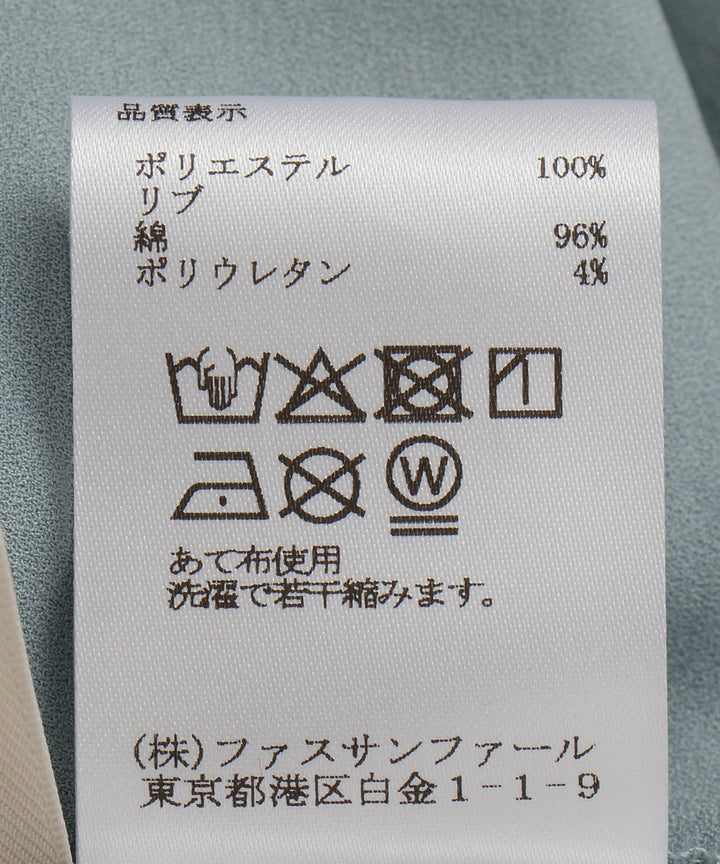 品質表示
ポリエステル 100%
リブ
綿 96%
ポリウレタン 4%
W
あて布使用
洗濯で若干縮みます。
(株)ファスサンファール
東京都港区白金1-1-9